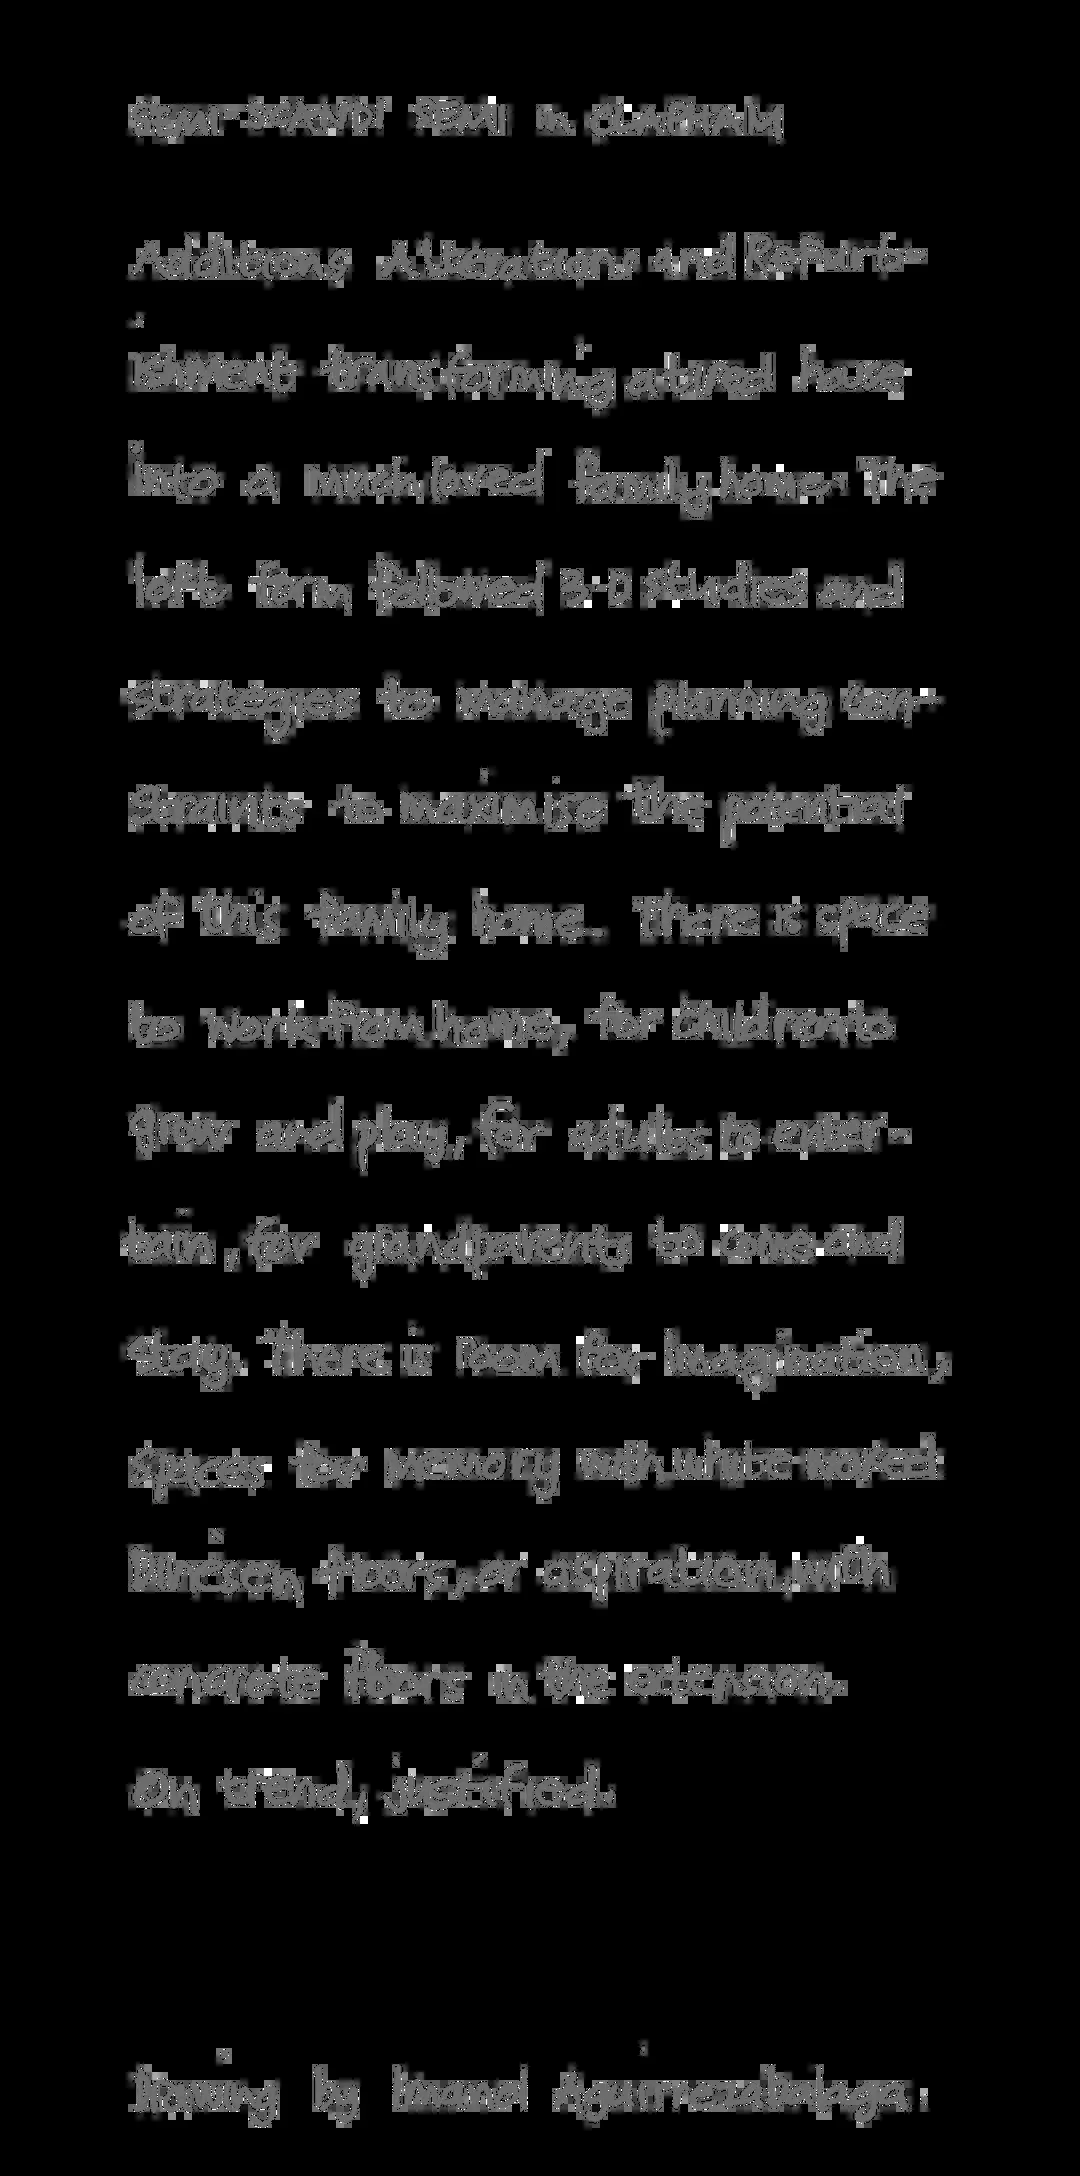 Semi-SCANDI SEMI in CLAPHAM
Additions Alterations and Refurb-
ishment transforming a tired house
into a much loved family home. The
loft form followed 3-D studies and
strategies to manage planning con-
straints to maximise the potential
of this family home. There is space
to work from home, for children to
grow and play, for adults to enter-
tain, for grandparents to come and
stay. There is room for imagination,
spaces for memory with white waxed
Dinesen floors, or aspiration, with
concrete floors in the extension.
On trend, justified.
Drawing by Imanol Aguirrezabalaga.